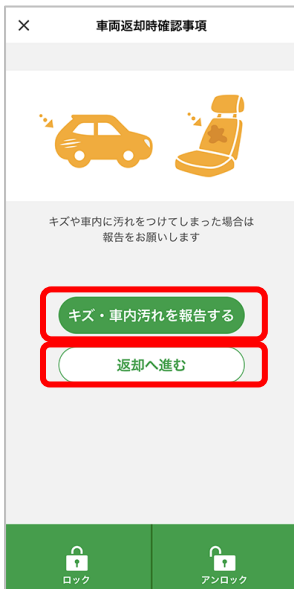 車両返却時確認事項
キズや車内に汚れをつけてしまった場合は
報告をお願いします
キズ・車内汚れを報告する
返却へ進む
ロック
アンロック